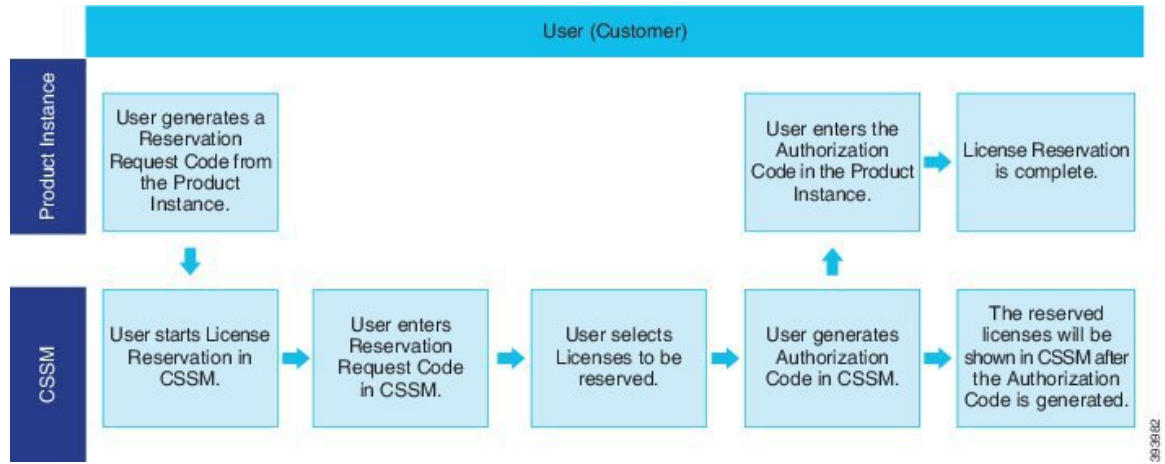 User (Customer)
Product Instance
User generates a
Reservation
Request Code from
the Product
Instance.
User enters the
Authorization
Code in the Product
Instance.
License Reservation
is complete.
CSSM
User starts License
Reservation in
CSSM.
User enters
Reservation
Request Code
in CSSM.
User selects
Licenses to be
reserved.
User generates
Authorization
Code in CSSM.
The reserved
licenses will be
shown in CSSM after
the Authorization
Code is generated.
393982